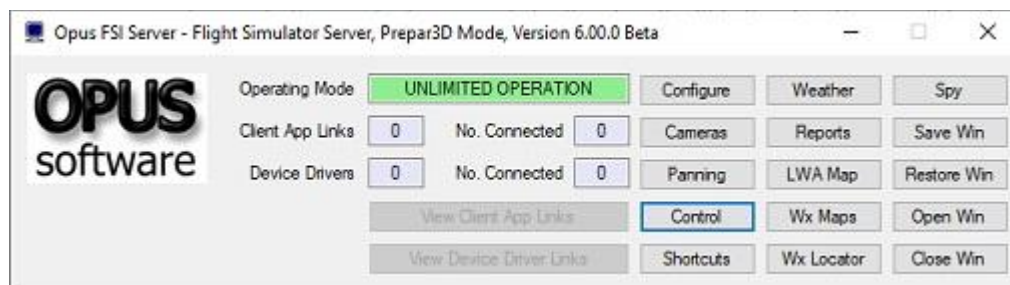 Opus FSI Server - Flight Simulator Server, Prepar3D Mode, Version 6.00.0 Beta
OPUS
software
Operating Mode UNLIMITED OPERATION Configure Weather Spy
Client App Links 0 No. Connected 0 Cameras Reports Save Win
Device Drivers 0 No. Connected 0 Panning LWA Map Restore Win
View Client App Links Control Wx Maps Open Win
View Device Driver Links Shortcuts Wx Locator Close Win